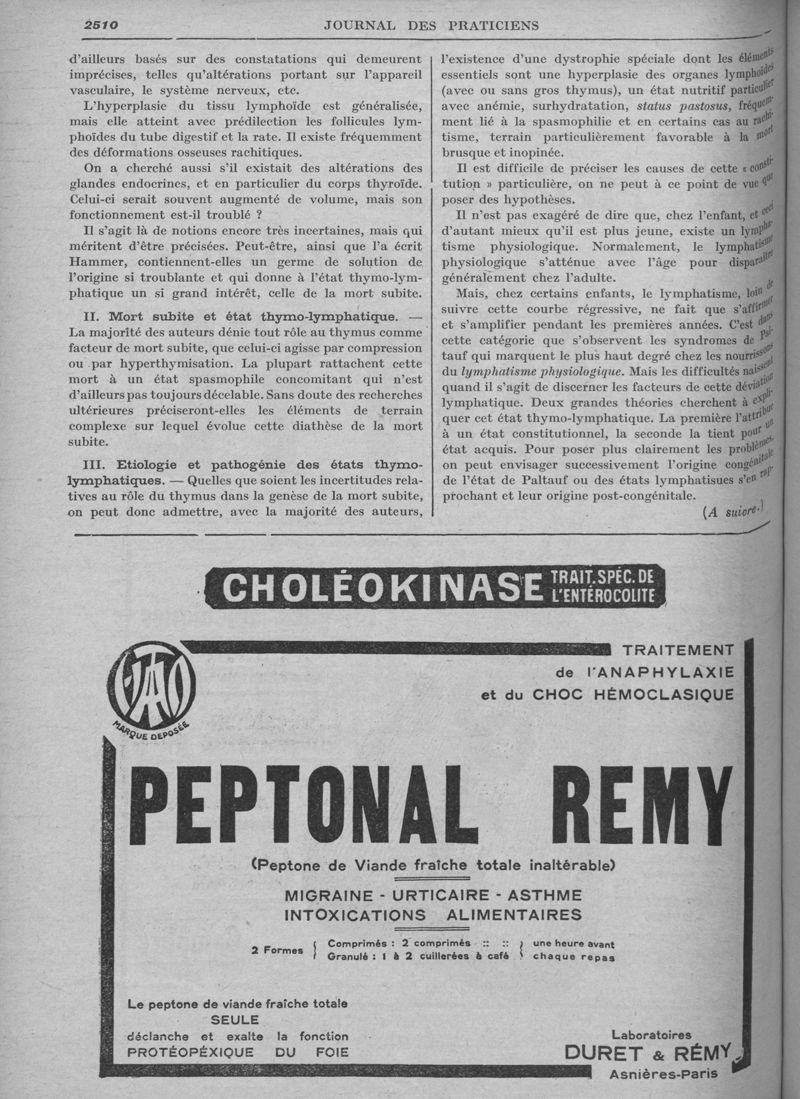 2510
JOURNAL DES PRATICIENS
d'ailleurs basés sur des constatations qui demeurent
imprécises, telles qu'altérations portant sur l'appareil
vasculaire, le système nerveux, etc.
L'hyperplasie du tissu lymphoïde est généralisée,
mais elle atteint avec prédilection les follicules lym-
phoïdes du tube digestif et la rate. Il existe fréquemment
des déformations osseuses rachitiques.
On a cherché aussi s'il existait des altérations des
glandes endocrines, et en particulier du corps thyroïde.
Celui-ci serait souvent augmenté de volume, mais son
fonctionnement est-il troublé ?
Il s'agit là de notions encore très incertaines, mais qui
méritent d'être précisées. Peut-être, ainsi que l'a écrit
Hammer, contiennent-elles un germe de solution de
l'origine si troublante et qui donne à l'état thymo-lym-
phatique un si grand intérêt, celle de la mort subite.
II. Mort subite et état thymo-lymphatique. —
La majorité des auteurs dénie tout rôle au thymus comme
facteur de mort subite, que celui-ci agisse par compression
ou par hyperthymisation. La plupart rattachent cette
mort à un état spasmophile concomitant qui n'est
d'ailleurs pas toujours décelable. Sans doute des recherches
ultérieures préciseront-elles les éléments de terrain
complexe sur lequel évolue cette diathèse de la mort
subite.
III. Etiologie et pathogénie des états thymo-
lymphatiques. — Quelles que soient les incertitudes rela-
tives au rôle du thymus dans la genèse de la mort subite,
on peut donc admettre, avec la majorité des auteurs,
l'existence d'une dystrophie spéciale dont les éléments
essentiels sont une hyperplasie des organes lymphoïdes
(avec ou sans gros thymus), un état nutritif particulier
avec anémie, surhydratation, status pastosus, fréquem-
ment lié à la spasmophilie et en certains cas au rachi-
tisme, terrain particulièrement favorable à la mort
brusque et inopinée.
Il est difficile de préciser les causes de cette « consti-
tution » particulière, on ne peut à ce point de vue que
poser des hypothèses.
Il n'est pas exagéré de dire que, chez l'enfant, et ceci
d'autant mieux qu'il est plus jeune, existe un lympha-
tisme physiologique. Normalement, le lymphatisme
physiologique s'atténue avec l'âge pour disparaître
généralement chez l'adulte.
Mais, chez certains enfants, le lymphatisme, loin de
suivre cette courbe régressive, ne fait que s'affirmer
et s'amplifier pendant les premières années. C'est dans
cette catégorie que s'observent les syndromes de Pal-
tauf qui marquent le plus haut degré chez les nourrissons
du lymphatisme physiologique. Mais les difficultés naissent
quand il s'agit de discerner les facteurs de cette déviation
lymphatique. Deux grandes théories cherchent à expli-
quer cet état thymo-lymphatique. La première l'attribue
à un état constitutionnel, la seconde la tient pour un
état acquis. Pour poser plus clairement les problèmes,
on peut envisager successivement l'origine congénitale
de l'état de Paltauf ou des états lymphatisues s'en rap-
prochant et leur origine post-congénitale.
(A suivre.)
CHOLÉOKINASE TRAIT. SPÉC. DE
L'ENTÉROCOLITE
MARQUE DEPOSÉE
TRAITEMENT
de l'ANAPHYLAXIE
et du CHOC HÉMOCLASIQUE
PEPTONAL REMY
(Peptone de Viande fraîche totale inaltérable)
MIGRAINE - URTICAIRE - ASTHME
INTOXICATIONS ALIMENTAIRES
2 Formes { Comprimés : 2 comprimés :: :: } une heure avant
Granulé : 1 à 2 cuillerées à café } chaque repas
Le peptone de viande fraîche totale
SEULE
déclanche et exalte la fonction
PROTÉOPÉXIQUE DU FOIE
Laboratoires
DURET & RÉMY
Asnières-Paris